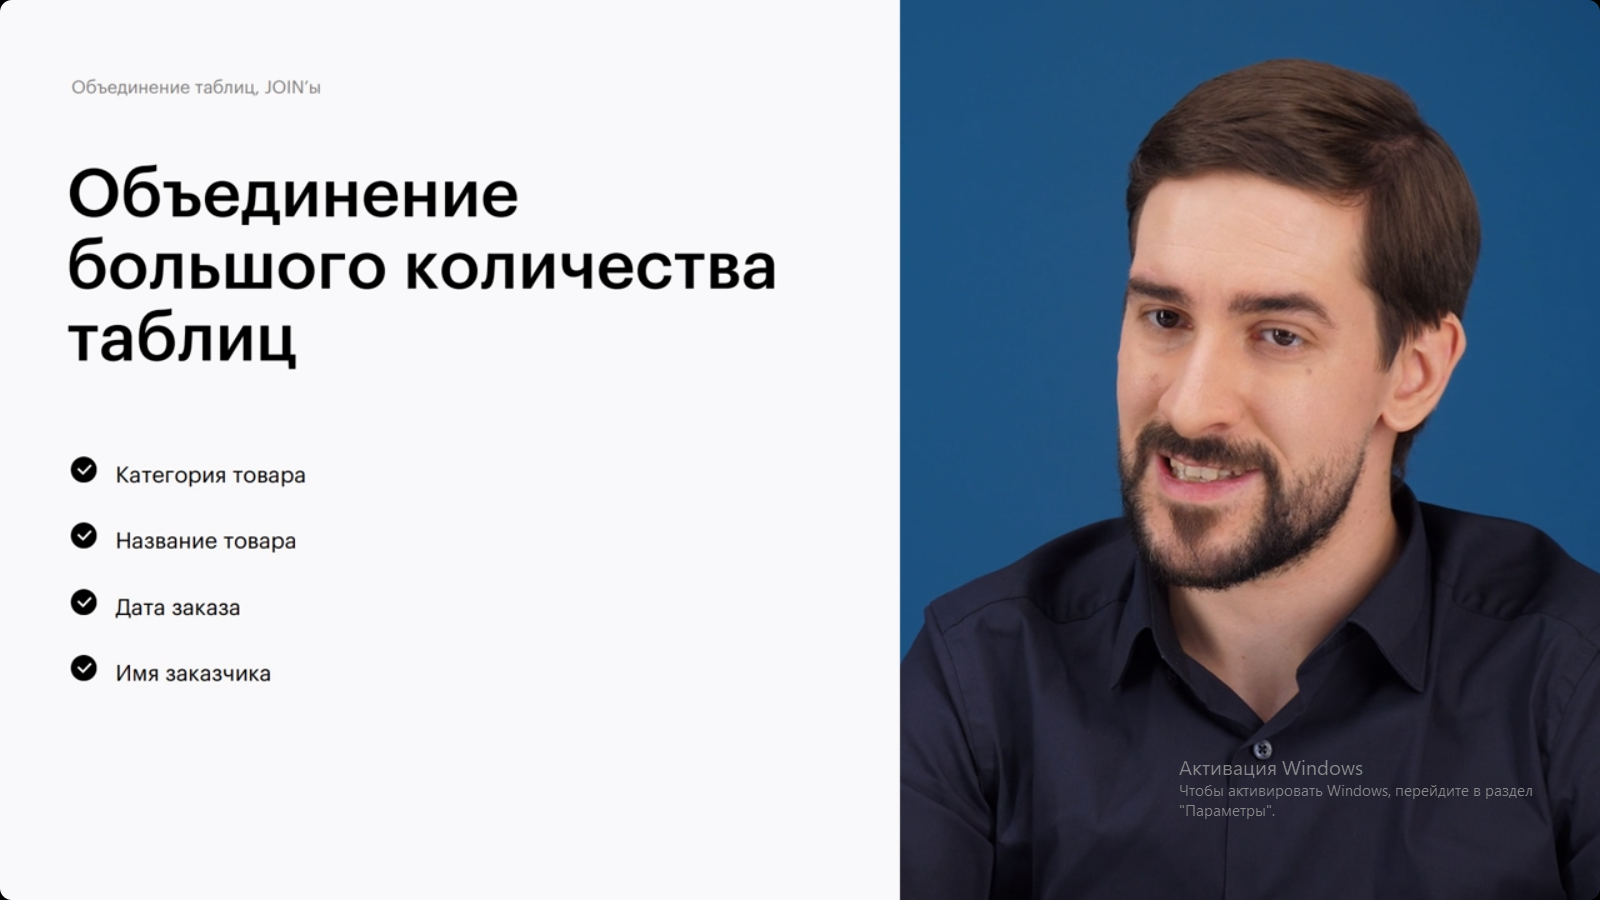 Объединение таблиц, JOIN’ы
Объединение
большого количества
таблиц
Категория товара
Название товара
Дата заказа
Имя заказчика
Активация Windows
Чтобы активировать Windows, перейдите в раздел
"Параметры".